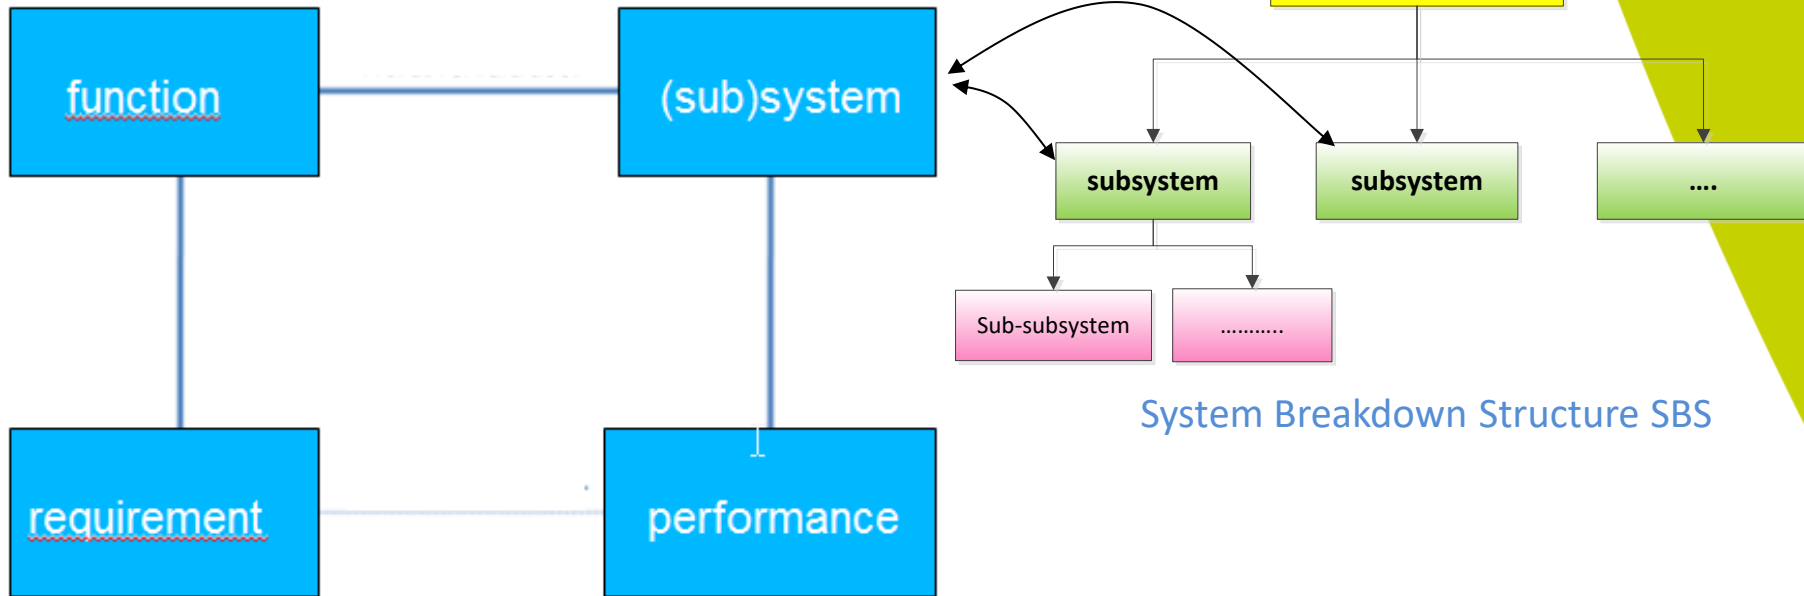 function
(sub)system
subsystem
subsystem
....
Sub-subsystem
...........
System Breakdown Structure SBS
requirement
performance